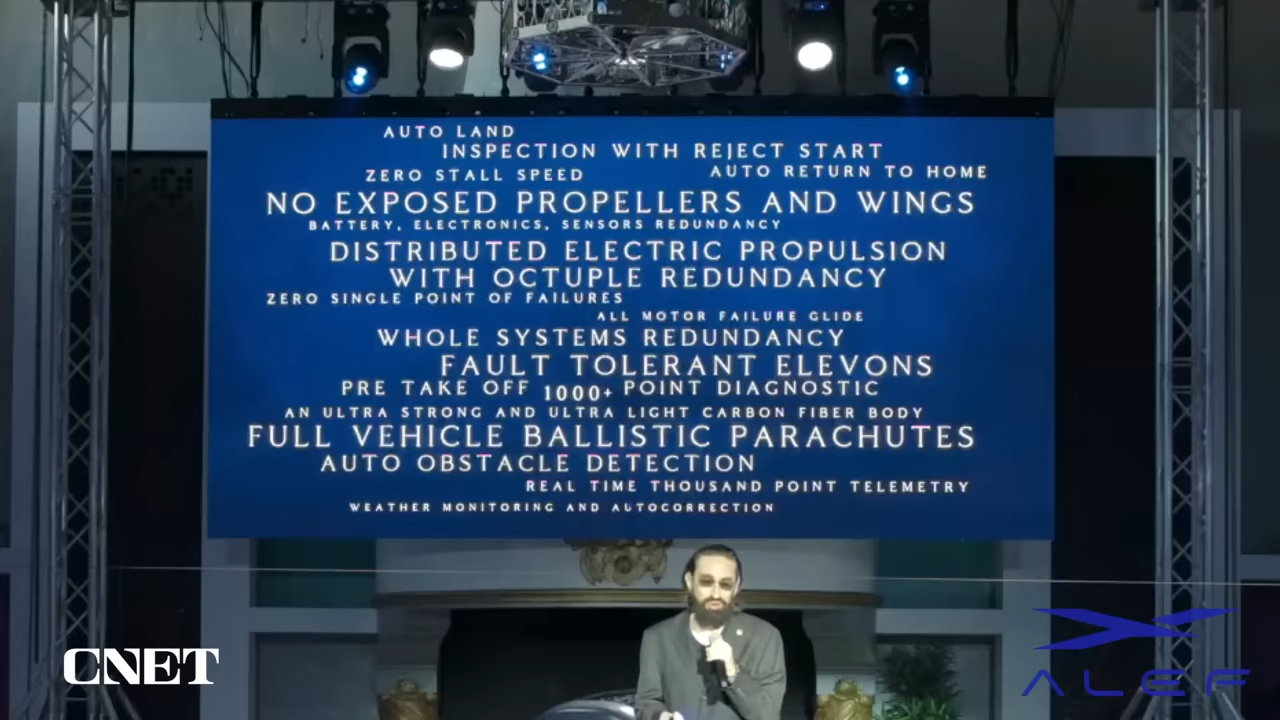 AUTO LAND
INSPECTION WITH REJECT START
ZERO STALL SPEED
AUTO RETURN TO HOME
NO EXPOSED PROPELLERS AND WINGS
BATTERY, ELECTRONICS, SENSORS REDUNDANCY
DISTRIBUTED ELECTRIC PROPULSION
WITH OCTUPLE REDUNDANCY
ZERO SINGLE POINT OF FAILURES
ALL MOTOR FAILURE GLIDE
WHOLE SYSTEMS REDUNDANCY
FAULT TOLERANT ELEVONS
PRE TAKE OFF 1000+ POINT DIAGNOSTIC
AN ULTRA STRONG AND ULTRA LIGHT CARBON FIBER BODY
FULL VEHICLE BALLISTIC PARACHUTES
AUTO OBSTACLE DETECTION
REAL TIME THOUSAND POINT TELEMETRY
WEATHER MONITORING AND AUTOCORRECTION
CNET
ALEF